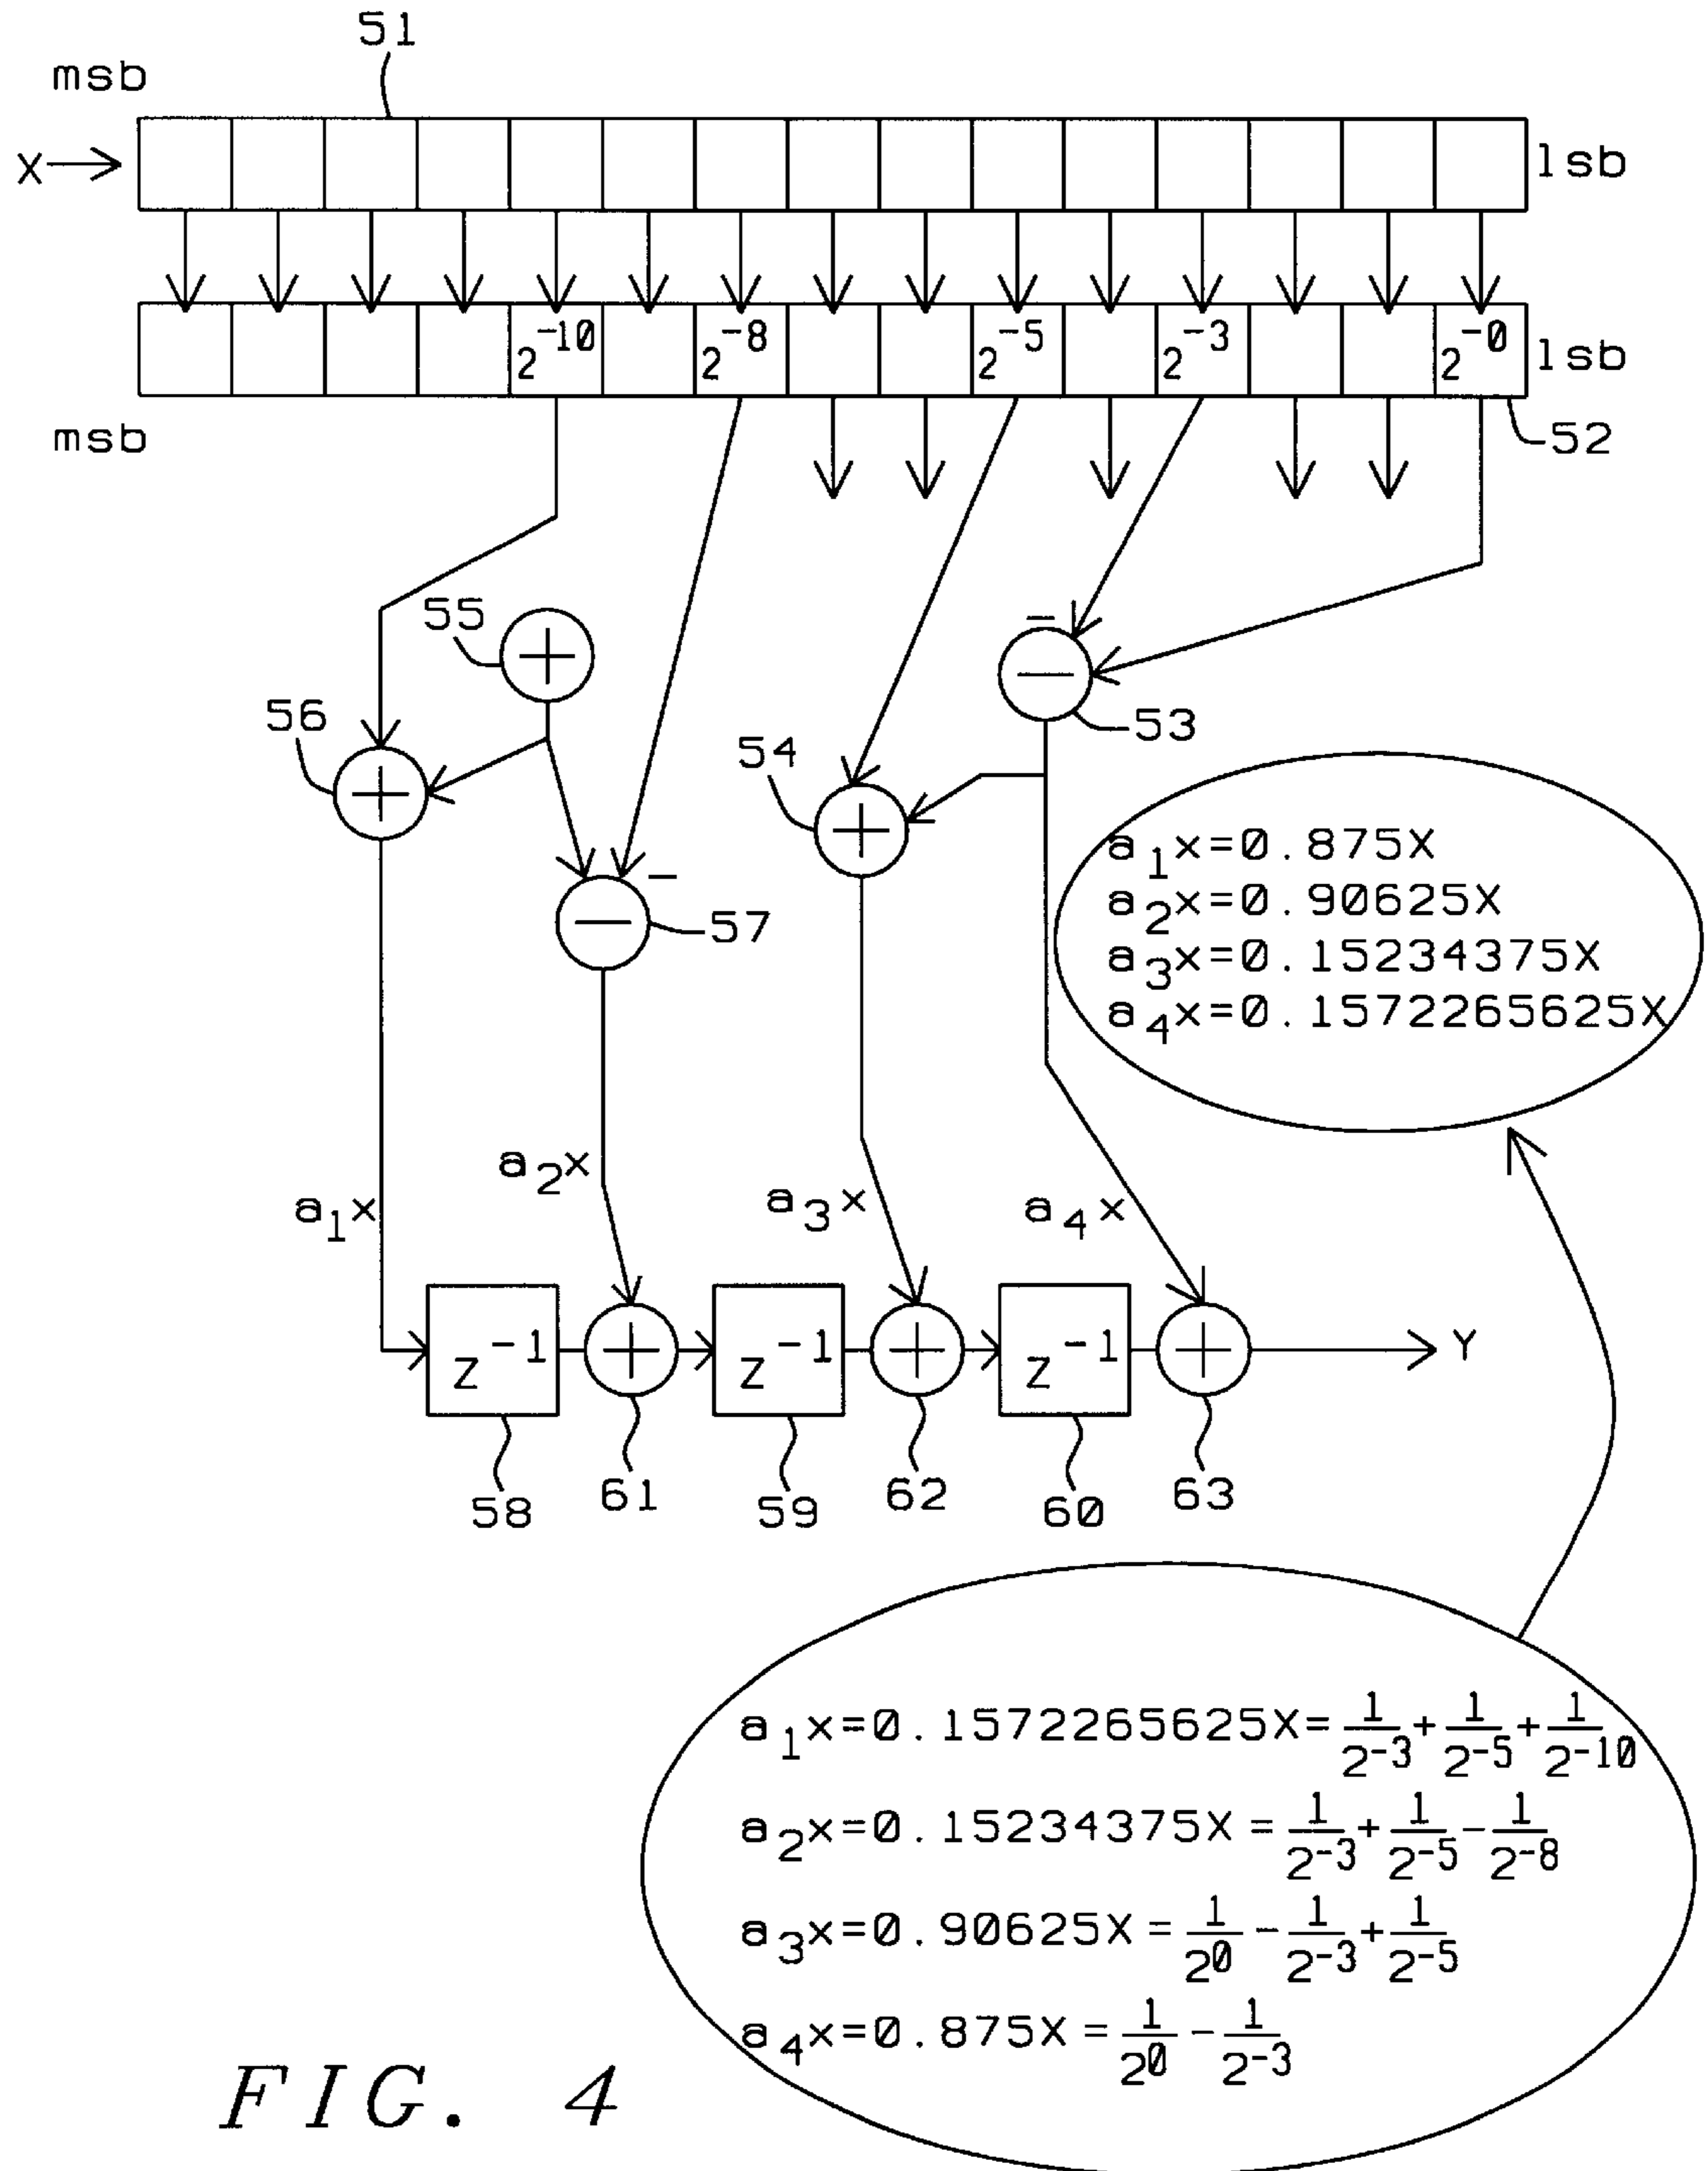 51
msb
X
lsb
2^-10 2^-8 2^-5 2^-3 2^-0
lsb
msb
52
55
-
56
53
54
-
57
a1x=0.875X
a2x=0.90625X
a3x=0.15234375X
a4x=0.1572265625X
a1x
a2x
a3x
a4x
z^-1
z^-1
z^-1
Y
58
61
59
62
60
63
a1x=0.1572265625X=1/2^-3+1/2^-5+1/2^-10
a2x=0.15234375X=1/2^-3+1/2^-5-1/2^-8
a3x=0.90625X=1/2^0-1/2^-3+1/2^-5
a4x=0.875X=1/2^0-1/2^-3
FIG. 4